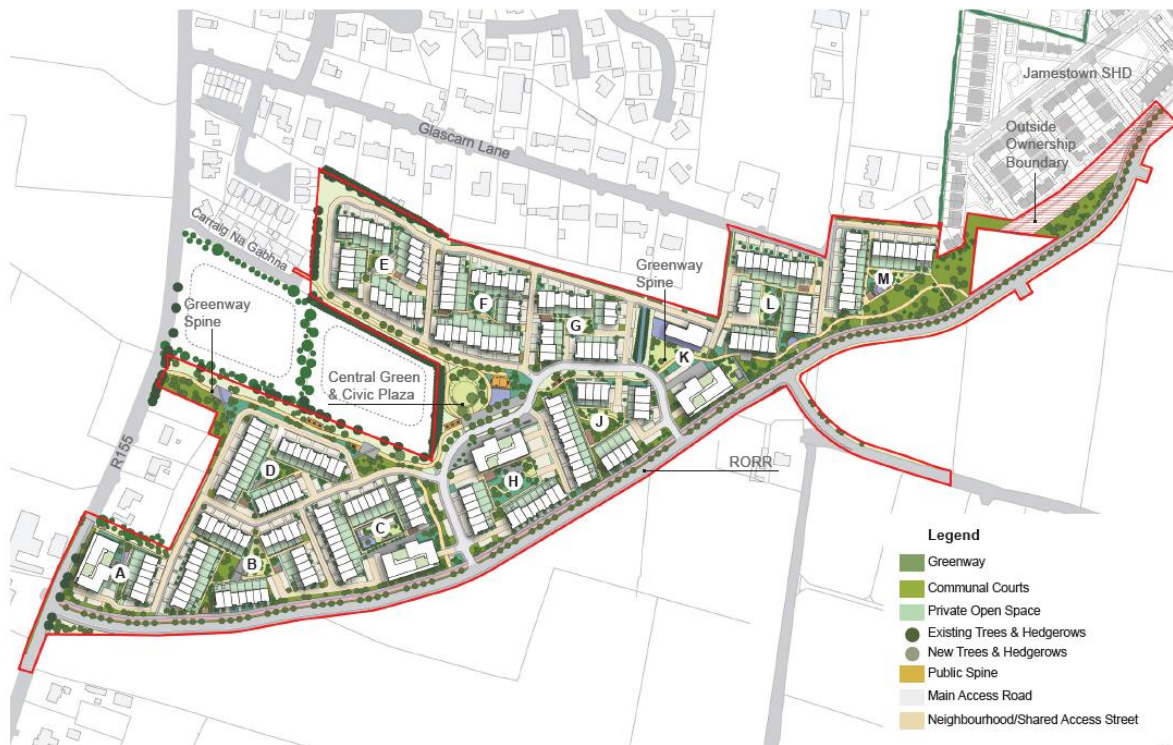 Jamestown SHD
Outside
Ownership
Boundary
Glascarn Lane
Carraig Na Gabhna
Greenway
Spine
E
F
G
Greenway
Spine
K
L
M
Central Green
& Civic Plaza
R155
D
J
H
RORR
C
B
A
Legend
Greenway
Communal Courts
Private Open Space
Existing Trees & Hedgerows
New Trees & Hedgerows
Public Spine
Main Access Road
Neighbourhood/Shared Access Street